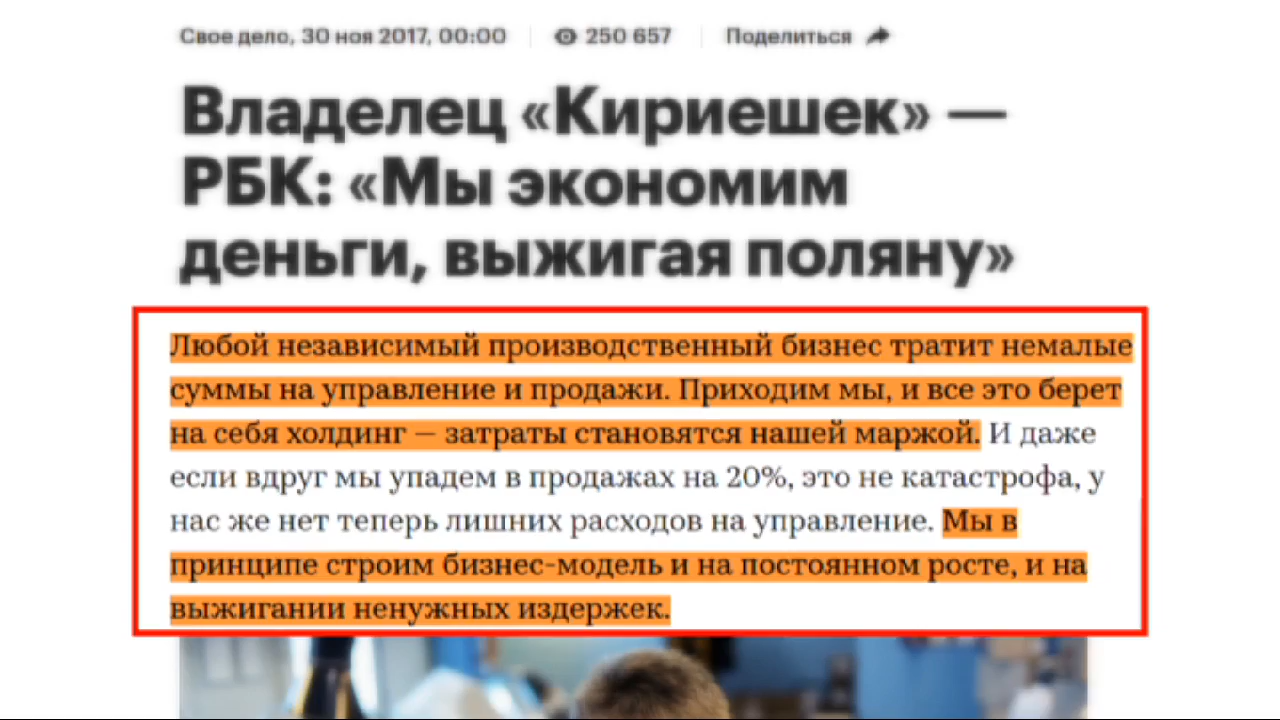 Свое дело, 30 ноя 2017, 00:00 250 657 Поделиться
Владелец «Кириешек» —
РБК: «Мы экономим
деньги, выжигая поляну»
Любой независимый производственный бизнес тратит немалые
суммы на управление и продажи. Приходим мы, и все это берет
на себя холдинг — затраты становятся нашей маржой. И даже
если вдруг мы упадем в продажах на 20%, это не катастрофа, у
нас же нет теперь лишних расходов на управление. Мы в
принципе строим бизнес-модель и на постоянном росте, и на
выжигании ненужных издержек.